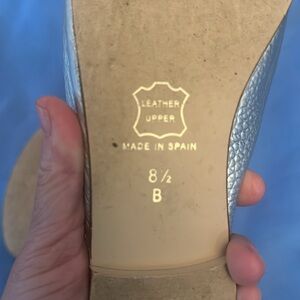 LEATHER
UPPER
MADE IN SPAIN
8½
B